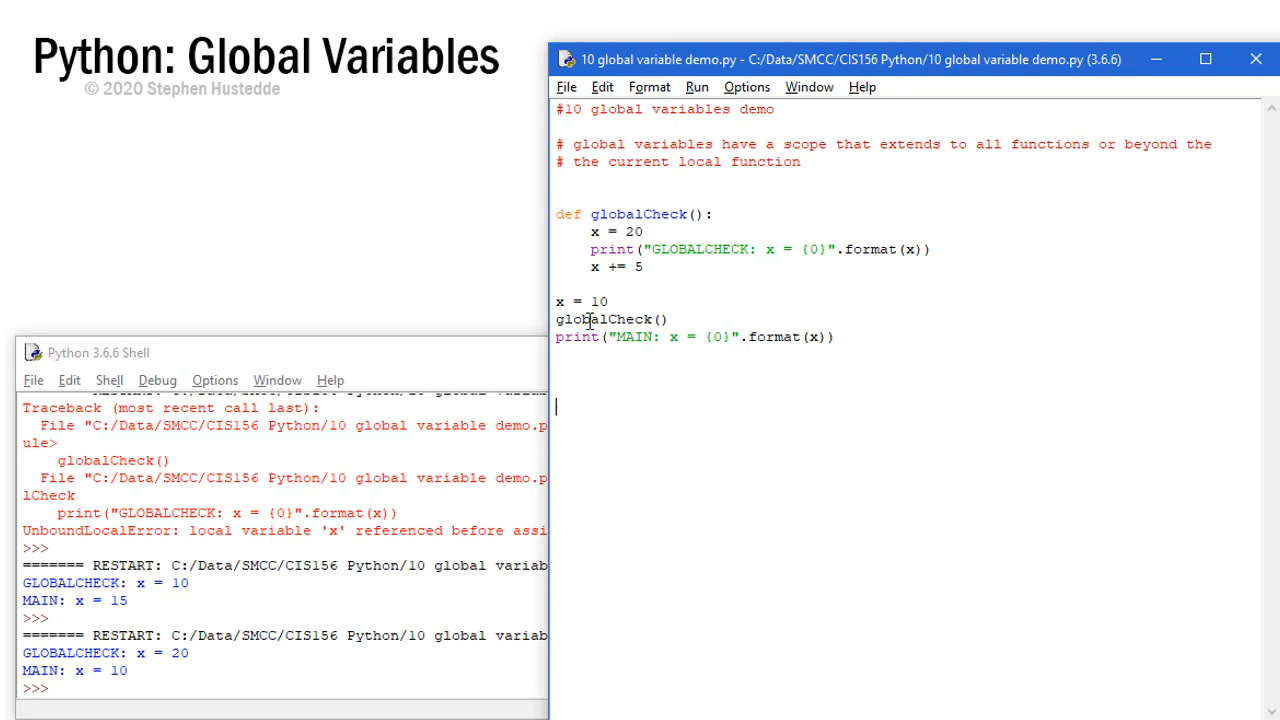 Python: Global Variables
© 2020 Stephen Hustedde
10 global variable demo.py - C:/Data/SMCC/CIS156 Python/10 global variable demo.py (3.6.6)
File Edit Format Run Options Window Help
#10 global variables demo
# global variables have a scope that extends to all functions or beyond the
# the current local function
def globalCheck():
    x = 20
    print("GLOBALCHECK: x = {0}".format(x))
    x += 5
x = 10
globalCheck()
print("MAIN: x = {0}".format(x))
Python 3.6.6 Shell
File Edit Shell Debug Options Window Help
Traceback (most recent call last):
  File "C:/Data/SMCC/CIS156 Python/10 global variable demo.p
ule>
    globalCheck()
  File "C:/Data/SMCC/CIS156 Python/10 global variable demo.p
lCheck
    print("GLOBALCHECK: x = {0}".format(x))
UnboundLocalError: local variable 'x' referenced before assi
>>>
======= RESTART: C:/Data/SMCC/CIS156 Python/10 global variab
GLOBALCHECK: x = 10
MAIN: x = 15
>>>
======= RESTART: C:/Data/SMCC/CIS156 Python/10 global variab
GLOBALCHECK: x = 20
MAIN: x = 10
>>>